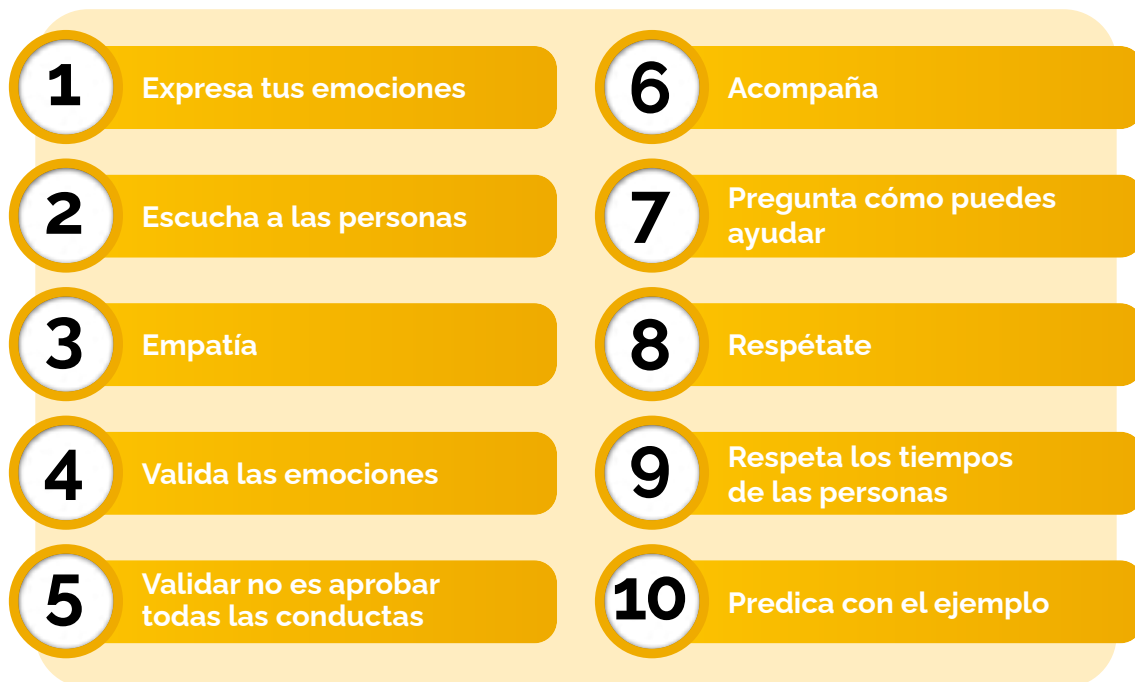 1
Expresa tus emociones
2
Escucha a las personas
3
Empatía
4
Valida las emociones
5
Validar no es aprobar
todas las conductas
6
Acompaña
7
Pregunta cómo puedes
ayudar
8
Respétate
9
Respeta los tiempos
de las personas
10
Predica con el ejemplo